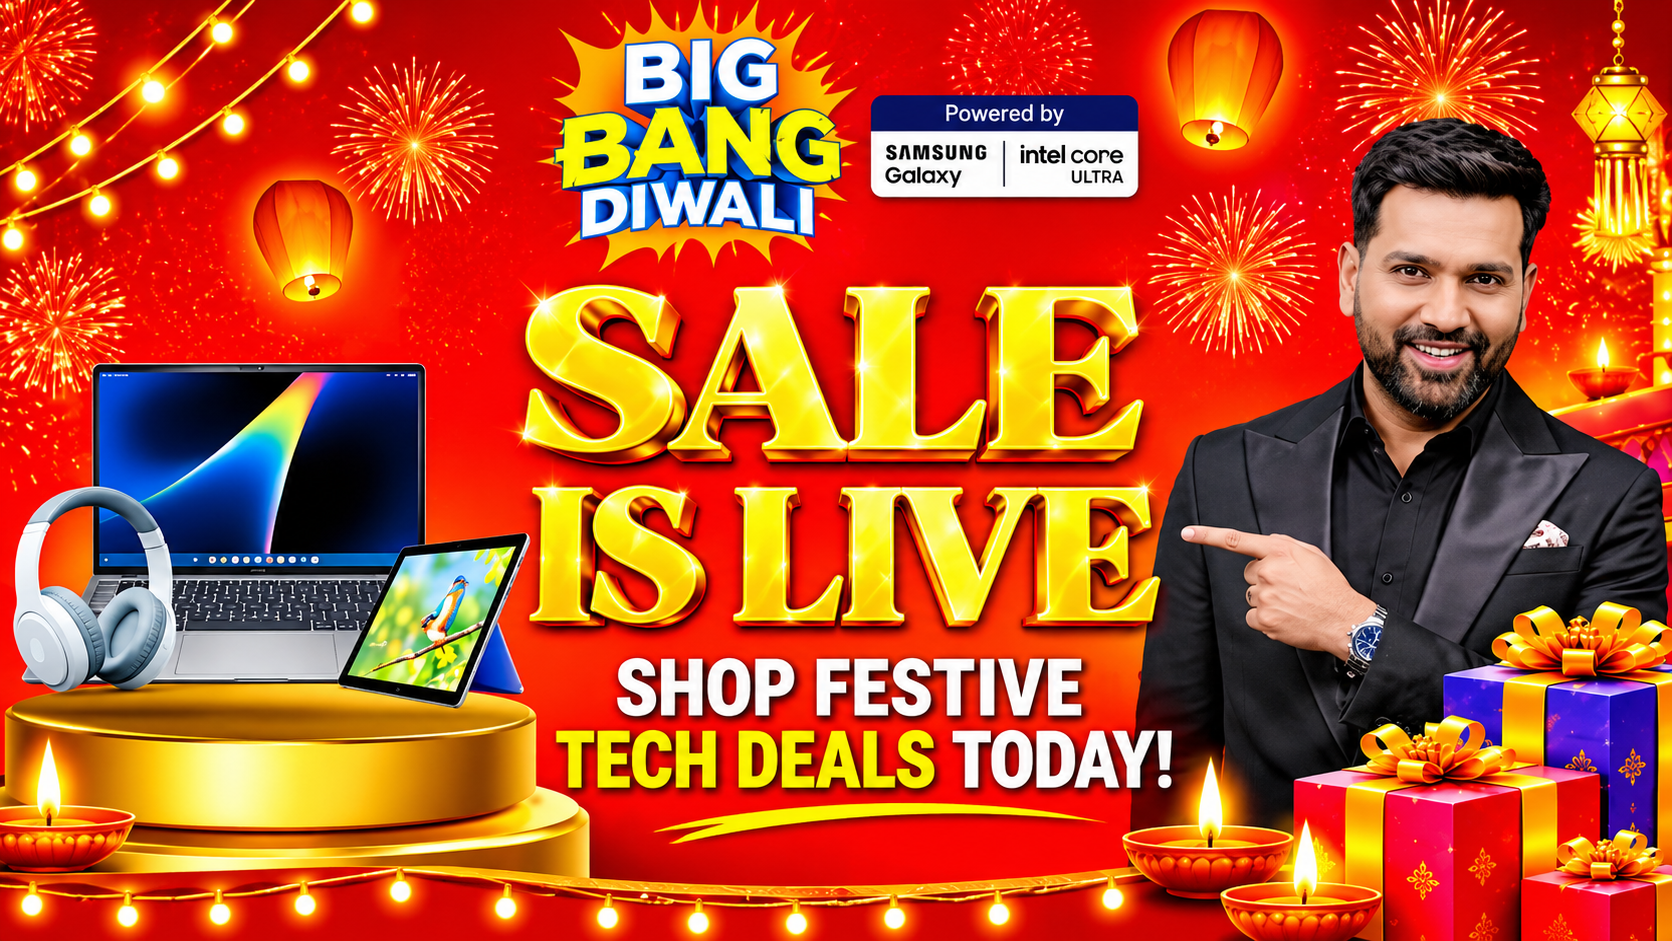 BIG
BANG
DIWALI
Powered by
SAMSUNG
Galaxy
intel core
ULTRA
SALE
IS LIVE
SHOP FESTIVE
TECH DEALS TODAY!